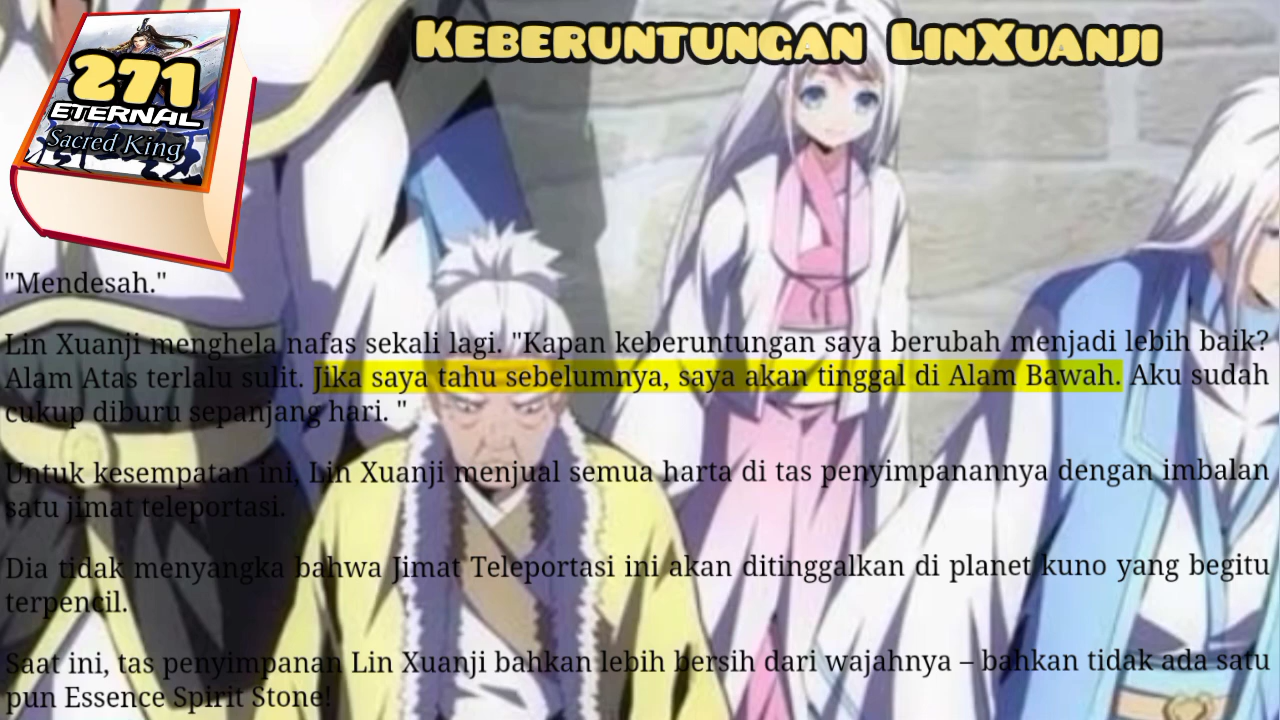 Keberuntungan LinXuanji
271
ETERNAL
Sacred King
"Mendesah."
Lin Xuanji menghela nafas sekali lagi. "Kapan keberuntungan saya berubah menjadi lebih baik?
Alam Atas terlalu sulit. Jika saya tahu sebelumnya, saya akan tinggal di Alam Bawah. Aku sudah
cukup diburu sepanjang hari. "
Untuk kesempatan ini, Lin Xuanji menjual semua harta di tas penyimpanannya dengan imbalan
satu jimat teleportasi.
Dia tidak menyangka bahwa Jimat Teleportasi ini akan ditinggalkan di planet kuno yang begitu
terpencil.
Saat ini, tas penyimpanan Lin Xuanji bahkan lebih bersih dari wajahnya – bahkan tidak ada satu
pun Essence Spirit Stone!